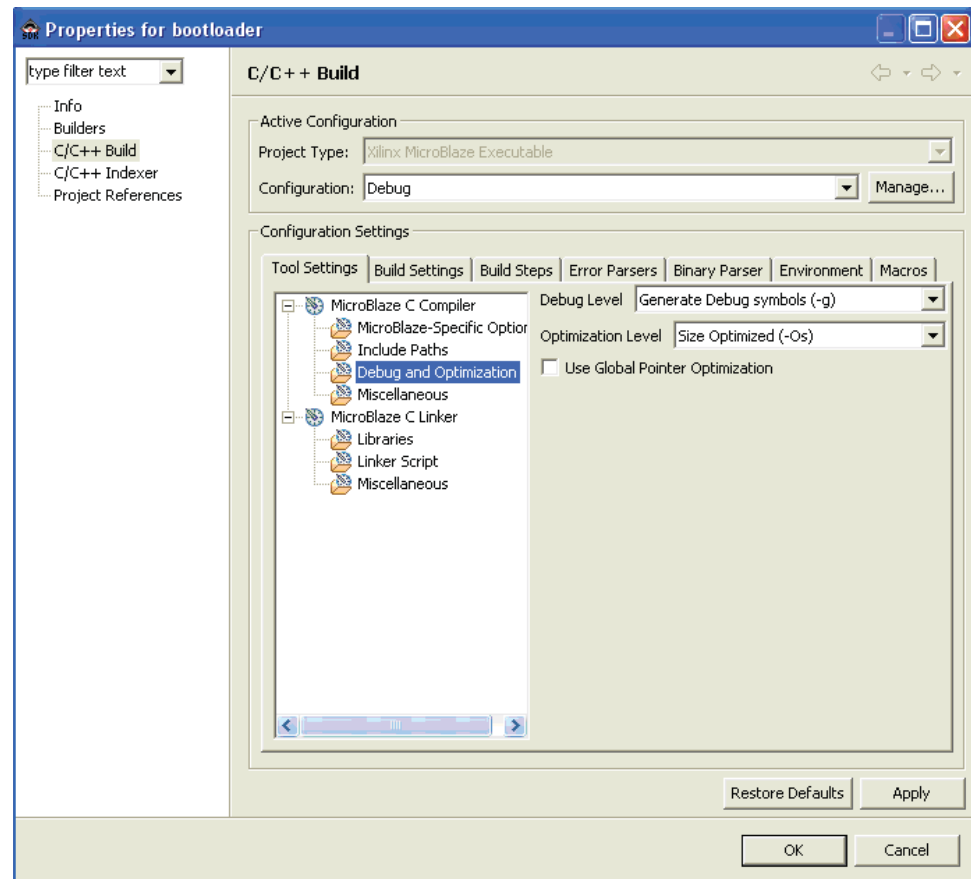 Properties for bootloader
type filter text
Info
Builders
C/C++ Build
C/C++ Indexer
Project References
C/C++ Build
Active Configuration
Project Type: Xilinx MicroBlaze Executable
Configuration: Debug Manage...
Configuration Settings
Tool Settings Build Settings Build Steps Error Parsers Binary Parser Environment Macros
MicroBlaze C Compiler
MicroBlaze-Specific Option
Include Paths
Debug and Optimization
Miscellaneous
MicroBlaze C Linker
Libraries
Linker Script
Miscellaneous
Debug Level Generate Debug symbols (-g)
Optimization Level Size Optimized (-Os)
Use Global Pointer Optimization
Restore Defaults Apply
OK Cancel